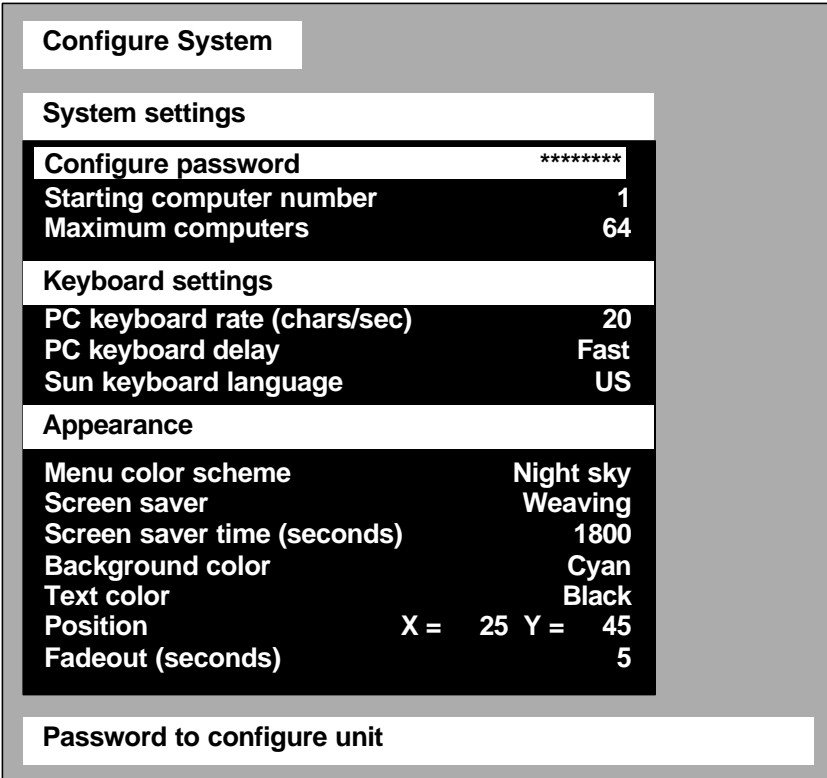 Configure System
System settings
Configure password ********
Starting computer number 1
Maximum computers 64
Keyboard settings
PC keyboard rate (chars/sec) 20
PC keyboard delay Fast
Sun keyboard language US
Appearance
Menu color scheme Night sky
Screen saver Weaving
Screen saver time (seconds) 1800
Background color Cyan
Text color Black
Position X = 25 Y = 45
Fadeout (seconds) 5
Password to configure unit